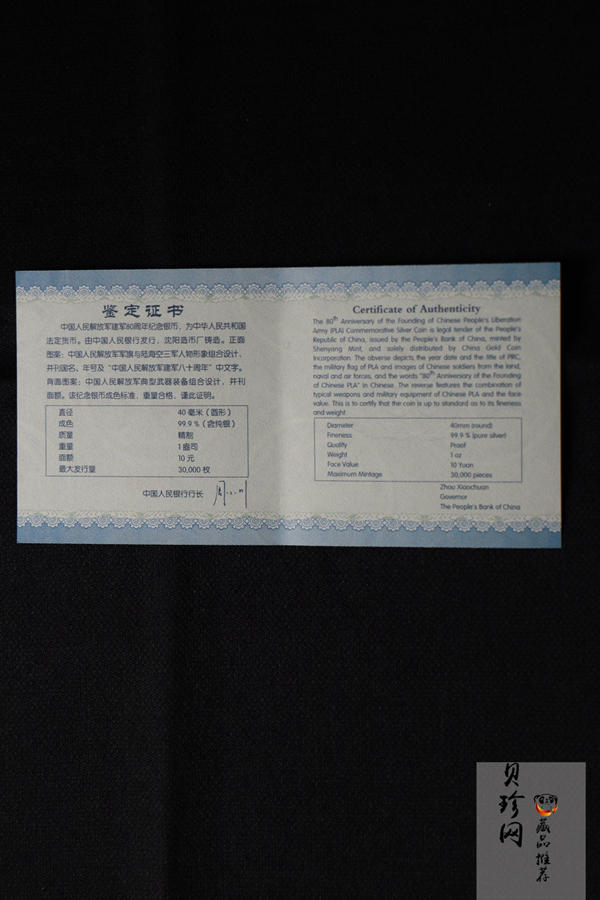 鉴定证书
中国人民解放军建军80周年纪念银币，为中华人民共和国
法定货币。由中国人民银行发行，沈阳造币厂铸造。正面
图案：中国人民解放军军旗与陆海空三军人物形象组合设计，
并刊国名、年号及“中国人民解放军建军八十周年”中文字。
背面图案：中国人民解放军典型武器装备组合设计，并刊
面额。该纪念银币成色标准，重量合格，谨此证明。
直径 40 毫米（圆形）
成色 99.9 %（含纯银）
质量 精制
重量 1 盎司
面额 10 元
最大发行量 30,000 枚
中国人民银行行长
Certificate of Authenticity
The 80th Anniversary of the Founding of Chinese People's Liberation
Army (PLA) Commemorative Silver Coin is legal tender of the People's
Republic of China, issued by the People's Bank of China, minted by
Shenyang Mint, and solely distributed by China Gold Coin
Incorporation. The obverse depicts the year date and the title of PRC,
the military flag of PLA and images of Chinese soldiers from the land,
naval and air forces, and the words "80th Anniversary of the Founding
of Chinese PLA" in Chinese. The reverse features the combination of
typical weapons and military equipment of Chinese PLA and the face
value. This is to certify that the coin is up to standard as to its fineness
and weight.
Diameter 40mm (round)
Fineness 99.9 % (pure silver)
Quality Proof
Weight 1 oz
Face Value 10 Yuan
Maximum Mintage 30,000 pieces
Zhou Xiaochuan
Governor
The People's Bank of China
贝珍网
藏品推荐